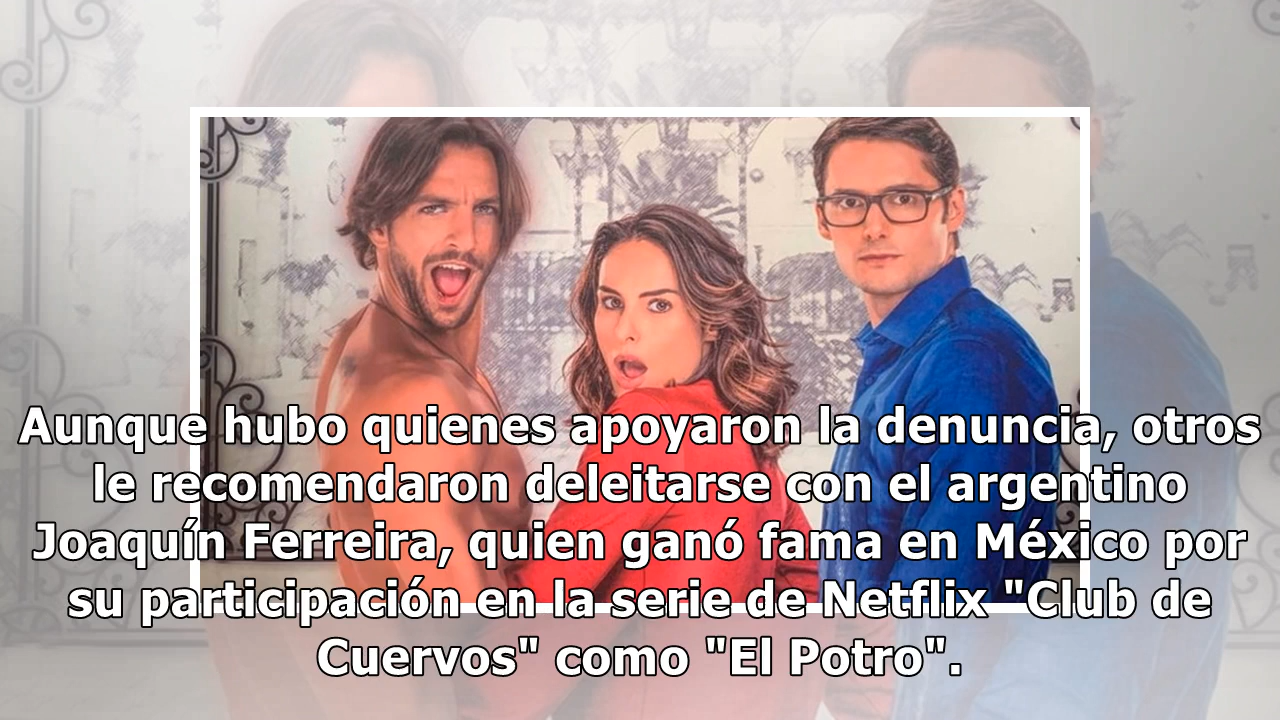 Aunque hubo quienes apoyaron la denuncia, otros
le recomendaron deleitarse con el argentino
Joaquín Ferreira, quien ganó fama en México por
su participación en la serie de Netflix "Club de
Cuervos" como "El Potro".